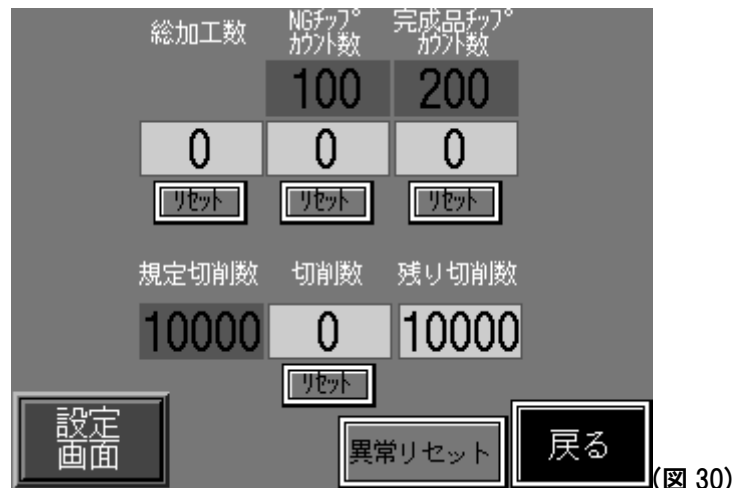 総加工数
NGﾁｯﾌﾟ
ｶｳﾝﾄ数
完成品ﾁｯﾌﾟ
ｶｳﾝﾄ数
100
200
0
0
0
ﾘｾｯﾄ
ﾘｾｯﾄ
ﾘｾｯﾄ
規定切削数
切削数
残り切削数
10000
0
10000
ﾘｾｯﾄ
設定
画面
異常リセット
戻る
(図 30)